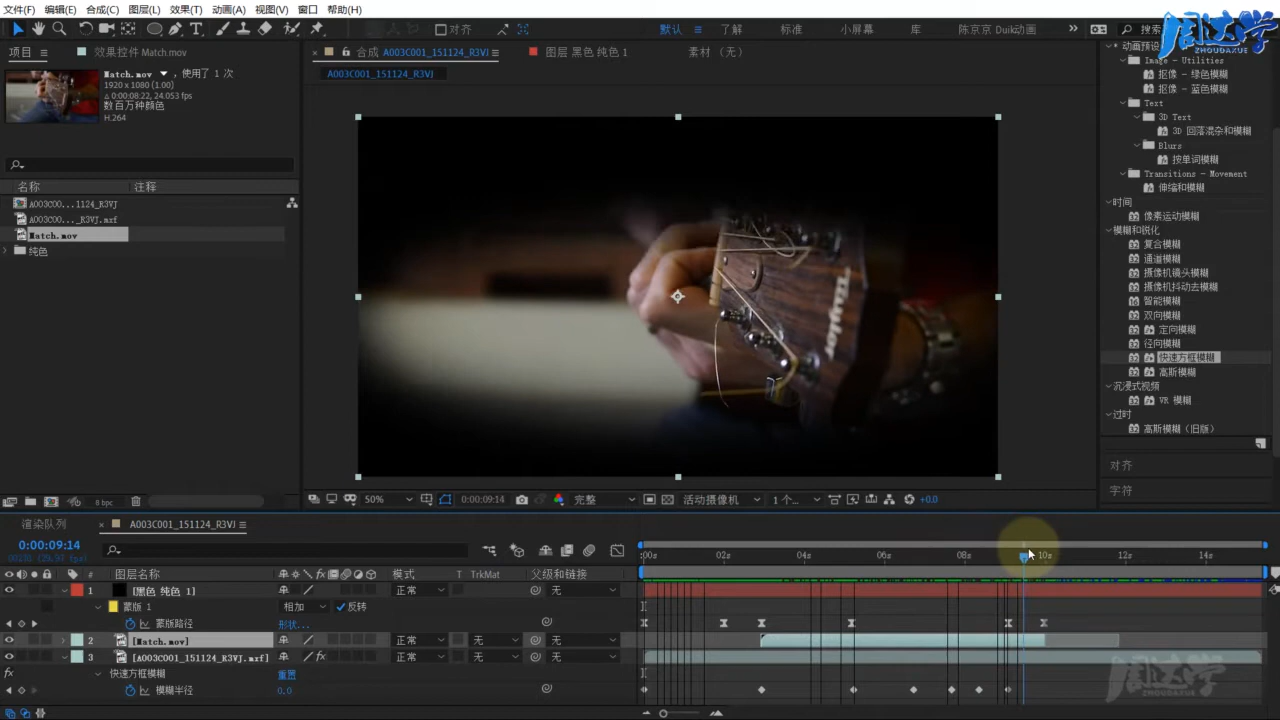 文件(F) 编辑(E) 合成(C) 图层(L) 效果(T) 动画(A) 视图(V) 窗口 帮助(H)
对齐 默认 了解 标准 小屏幕 库 陈京京 Duik动画 搜索
周达学
ZHOUDAXUE
项目 效果控件 Match.mov
合成 A003C001_151124_R3VJ 图层 黑色 纯色 1 素材 (无)
A003C001_151124_R3VJ
Match.mov ，使用了 1 次
1920 x 1080 (1.00)
Δ 0:00:08:22, 24.053 fps
数百万种颜色
H.264
名称 注释
A003C00...1124_R3VJ
A003C00..._R3VJ.mxf
Match.mov
纯色
8 bpc
Taylor
50% 0:00:09:14 完整 活动摄像机 1 个... +0.0
动画预设
Image - Utilities
抠像 - 绿色模糊
抠像 - 蓝色模糊
Text
3D Text
3D 回落混杂和模糊
Blurs
按单词模糊
Transitions - Movement
伸缩和模糊
时间
像素运动模糊
模糊和锐化
复合模糊
通道模糊
摄像机镜头模糊
摄像机抖动去模糊
智能模糊
双向模糊
定向模糊
径向模糊
快速方框模糊
高斯模糊
沉浸式视频
VR 模糊
过时
高斯模糊（旧版）
对齐
字符
渲染队列 A003C001_151124_R3VJ
0:00:09:14
:00s 02s 04s 06s 08s 10s 12s 14s
# 图层名称 模式 T TrkMat 父级和链接
1 [黑色 纯色 1] 正常 无
蒙版 1 相加 反转
蒙版路径 形状...
2 [Match.mov] 正常 无 无
3 [A003C001_151124_R3VJ.mxf] 正常 无 无
fx 快速方框模糊 重置
模糊半径 0.0
周达学
ZHOUDAXUE